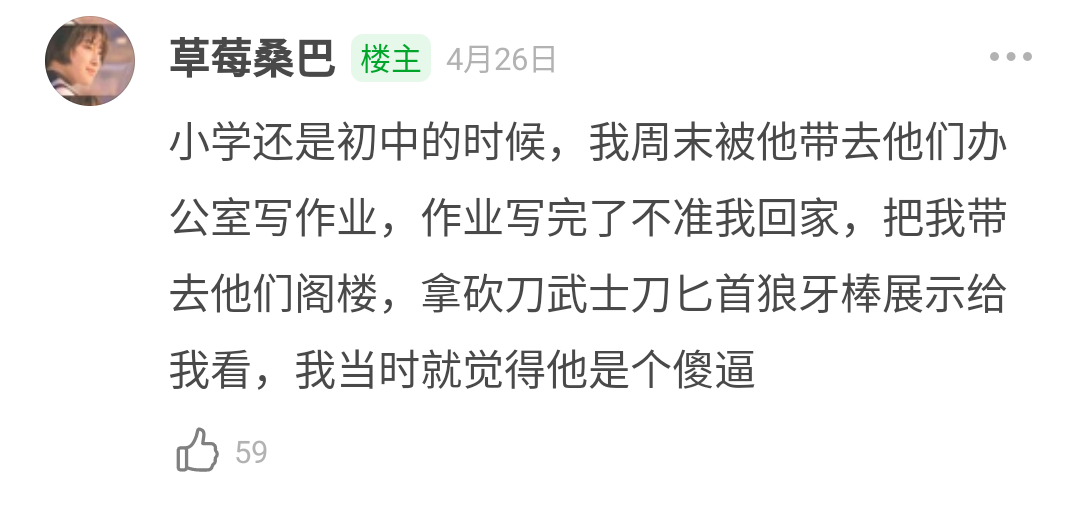 草莓桑巴 楼主 4月26日
小学还是初中的时候，我周末被他带去他们办
公室写作业，作业写完了不准我回家，把我带
去他们阁楼，拿砍刀武士刀匕首狼牙棒展示给
我看，我当时就觉得他是个傻逼
59